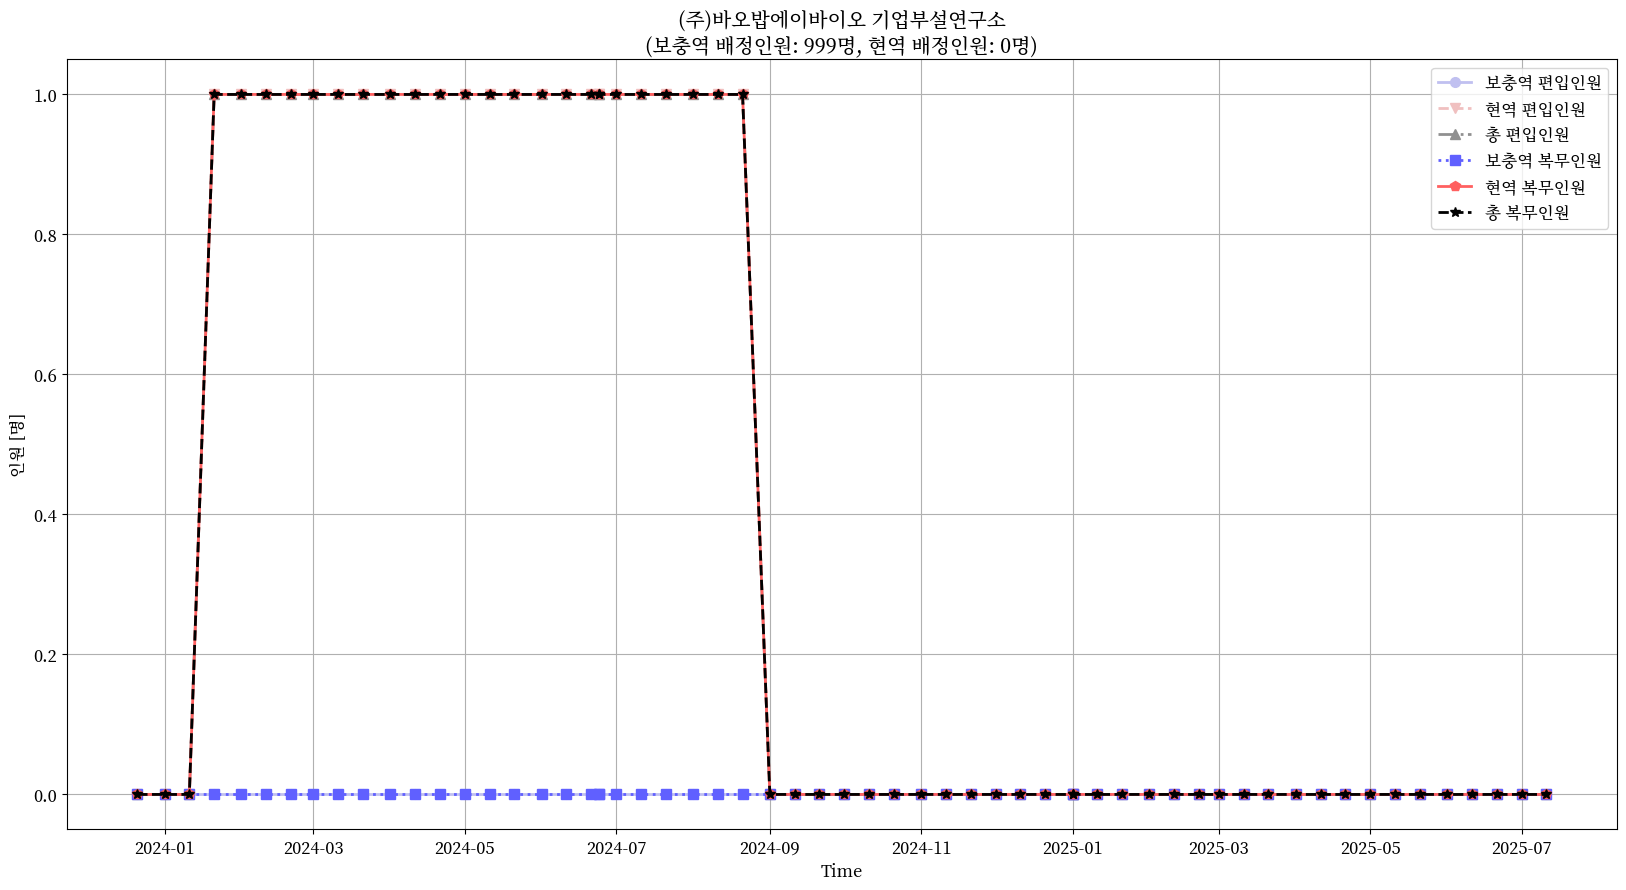 (주)바오밥에이바이오 기업부설연구소
(보충역 배정인원: 999명, 현역 배정인원: 0명)
보충역 편입인원
현역 편입인원
총 편입인원
보충역 복무인원
현역 복무인원
총 복무인원
1.0
0.8
0.6
0.4
0.2
0.0
인원 [명]
2024-01
2024-03
2024-05
2024-07
2024-09
2024-11
2025-01
2025-03
2025-05
2025-07
Time